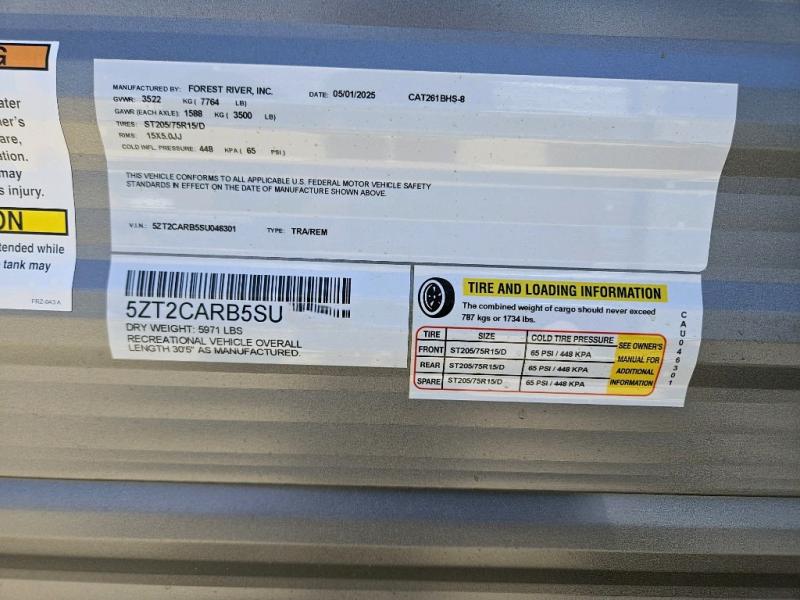 G
ater
er's
are,
ation.
may
s injury.
ON
tended while
tank may
FRZ-043 A
MANUFACTURED BY: FOREST RIVER, INC. DATE: 05/01/2025 CAT261BHS-8
GVWR: 3522 KG ( 7764 LB)
GAWR (EACH AXLE): 1588 KG ( 3500 LB)
TIRES: ST205/75R15/D
RIMS: 15X5.0JJ
COLD INFL. PRESSURE: 448 KPA ( 65 PSI )
THIS VEHICLE CONFORMS TO ALL APPLICABLE U.S. FEDERAL MOTOR VEHICLE SAFETY
STANDARDS IN EFFECT ON THE DATE OF MANUFACTURE SHOWN ABOVE.
V.I.N.: 5ZT2CARB5SU046301 TYPE: TRA/REM
5ZT2CARB5SU
DRY WEIGHT: 5971 LBS
RECREATIONAL VEHICLE OVERALL
LENGTH 30'5" AS MANUFACTURED.
TIRE AND LOADING INFORMATION
The combined weight of cargo should never exceed
787 kgs or 1734 lbs.
TIRE SIZE COLD TIRE PRESSURE
FRONT ST205/75R15/D 65 PSI / 448 KPA
REAR ST205/75R15/D 65 PSI / 448 KPA
SPARE ST205/75R15/D 65 PSI / 448 KPA
SEE OWNER'S
MANUAL FOR
ADDITIONAL
INFORMATION
CAU046301